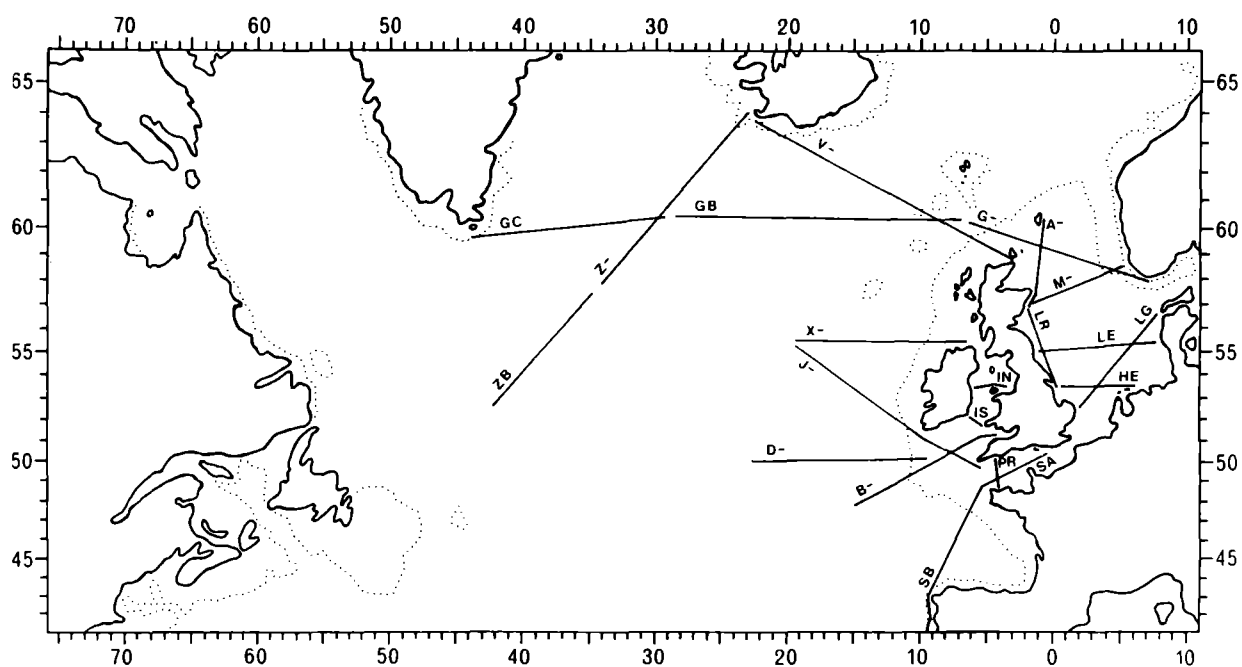 70 60 50 40 30 20 10 0 10
65 65
V-
GB
GC
G-
A-
60 60
Z-
M-
LR
LG
X-
LE
55 55
J-
ZB
IN
HE
IS
D-
50 50
PR
SA
B-
45 45
SB
70 60 50 40 30 20 10 0 10